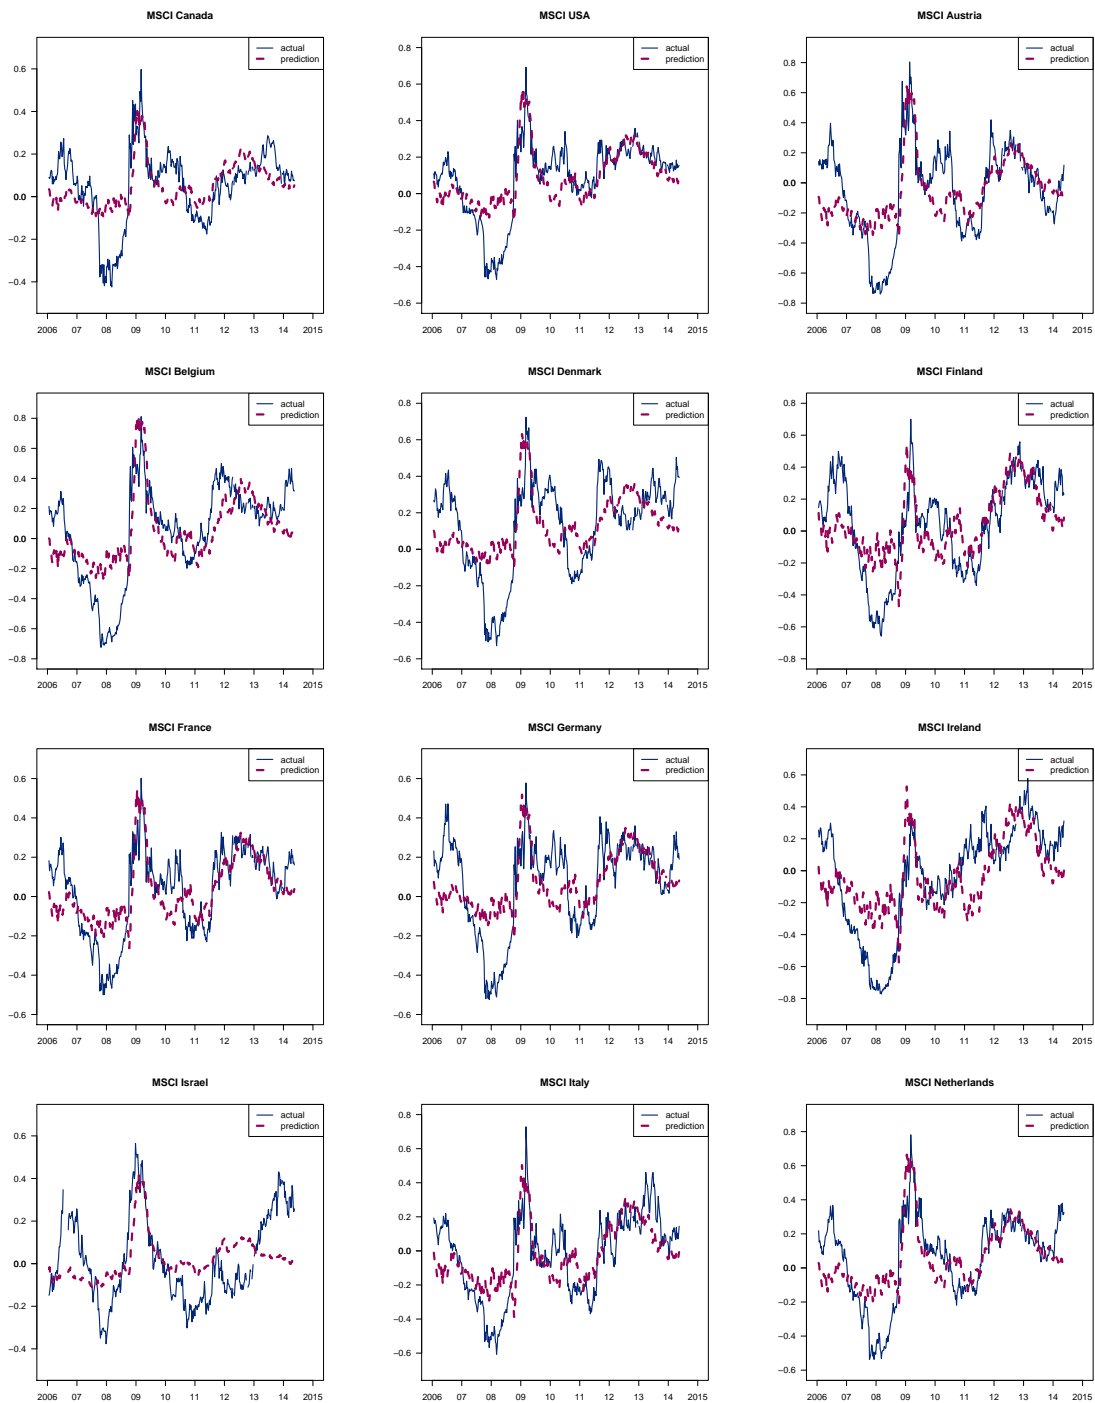 MSCI Canada
actual
prediction
0.6
0.4
0.2
0.0
−0.2
−0.4
2006 07 08 09 10 11 12 13 14 2015
MSCI USA
actual
prediction
0.8
0.6
0.4
0.2
0.0
−0.2
−0.4
−0.6
2006 07 08 09 10 11 12 13 14 2015
MSCI Austria
actual
prediction
0.8
0.6
0.4
0.2
0.0
−0.2
−0.4
−0.6
−0.8
2006 07 08 09 10 11 12 13 14 2015
MSCI Belgium
actual
prediction
0.8
0.6
0.4
0.2
0.0
−0.2
−0.4
−0.6
−0.8
2006 07 08 09 10 11 12 13 14 2015
MSCI Denmark
actual
prediction
0.8
0.6
0.4
0.2
0.0
−0.2
−0.4
−0.6
2006 07 08 09 10 11 12 13 14 2015
MSCI Finland
actual
prediction
0.8
0.6
0.4
0.2
0.0
−0.2
−0.4
−0.6
−0.8
2006 07 08 09 10 11 12 13 14 2015
MSCI France
actual
prediction
0.6
0.4
0.2
0.0
−0.2
−0.4
−0.6
2006 07 08 09 10 11 12 13 14 2015
MSCI Germany
actual
prediction
0.6
0.4
0.2
0.0
−0.2
−0.4
−0.6
2006 07 08 09 10 11 12 13 14 2015
MSCI Ireland
actual
prediction
0.6
0.4
0.2
0.0
−0.2
−0.4
−0.6
−0.8
2006 07 08 09 10 11 12 13 14 2015
MSCI Israel
actual
prediction
0.6
0.4
0.2
0.0
−0.2
−0.4
2006 07 08 09 10 11 12 13 14 2015
MSCI Italy
actual
prediction
0.8
0.6
0.4
0.2
0.0
−0.2
−0.4
−0.6
2006 07 08 09 10 11 12 13 14 2015
MSCI Netherlands
actual
prediction
0.8
0.6
0.4
0.2
0.0
−0.2
−0.4
−0.6
2006 07 08 09 10 11 12 13 14 2015